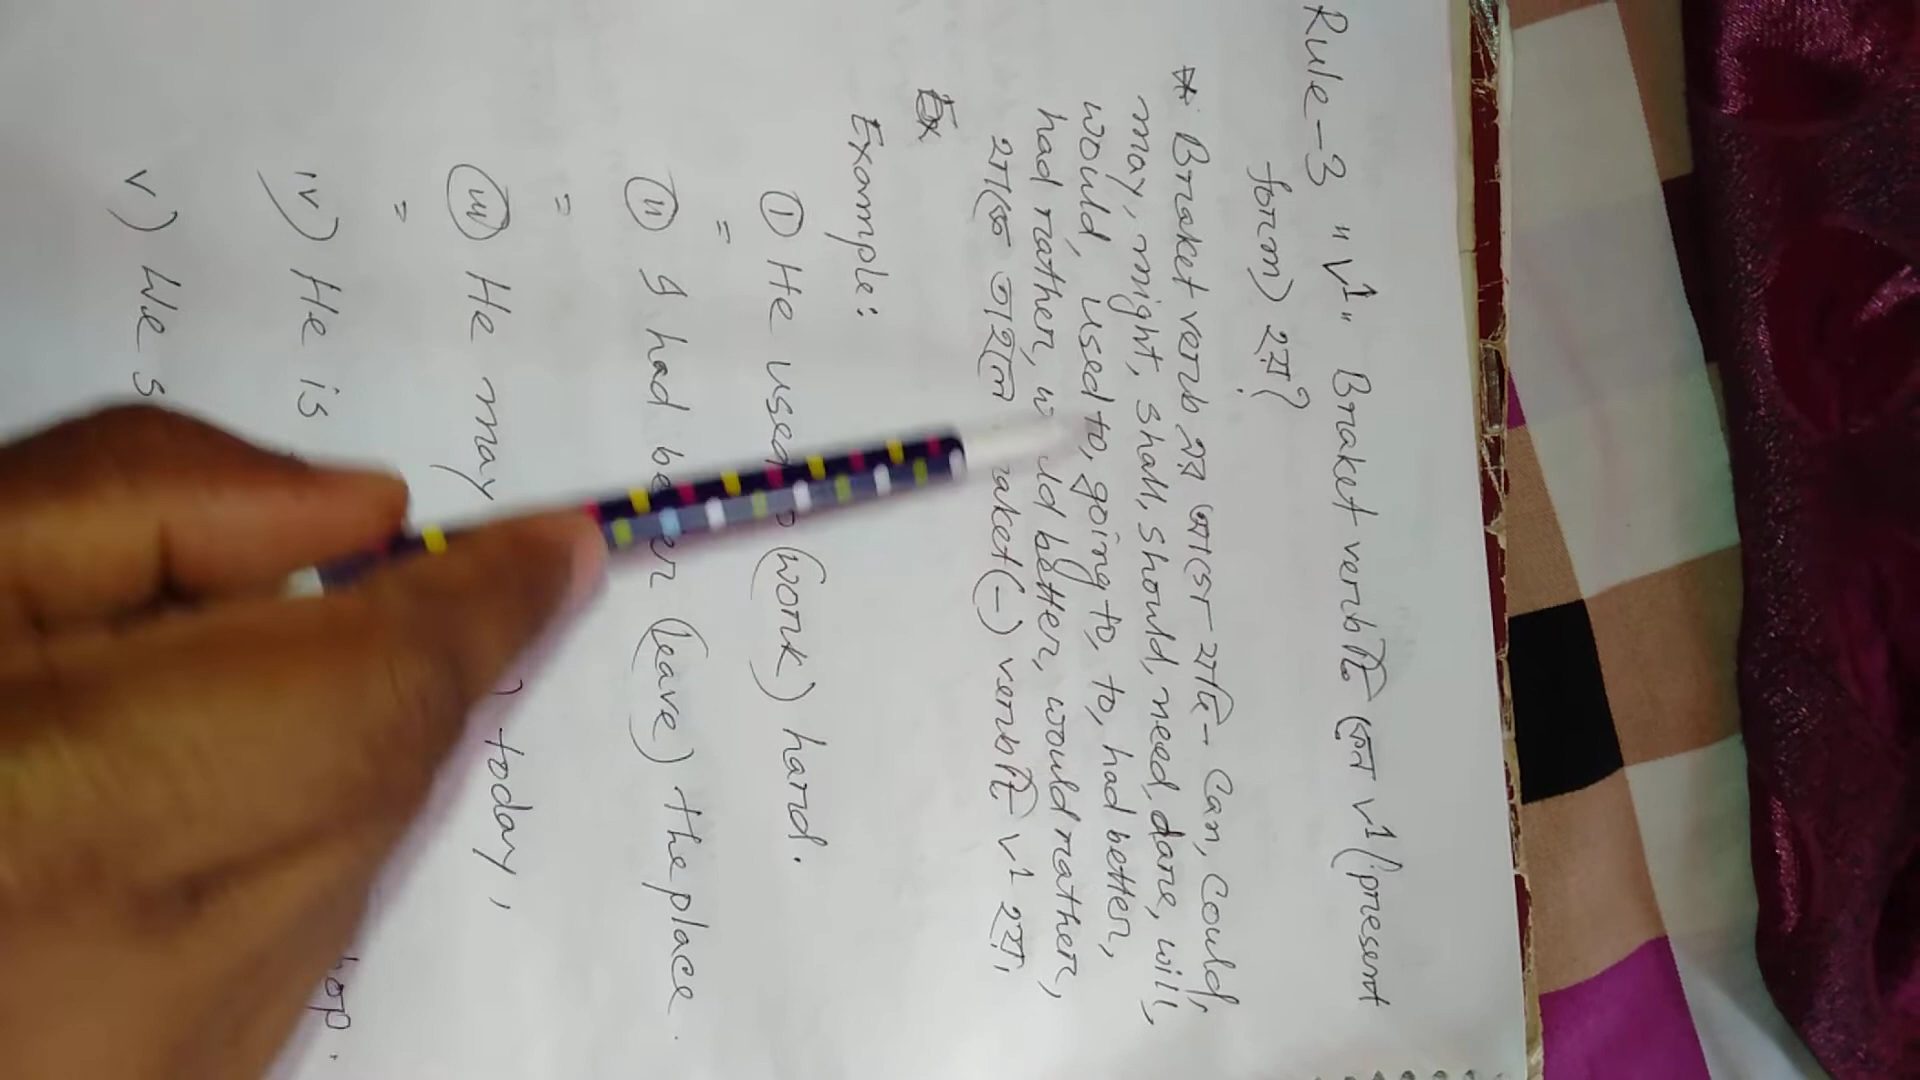 Rule-3 "V1" Braket verbটি কেন V1 (present
form) হয়?
* Braket verb এর আগে যদি- Can, Could,
may, might, shall, should, need, dare, will,
would, used to, going to, to, had better,
had rather, would better, would rather,
থাকে তাহলে (-) verbটি V1 হয়।
Ex
Example:
(i) He used (work) hard.
=
(ii) I had better (leave) the place.
=
(iii) He may today,
=
iv) He is
v) We s